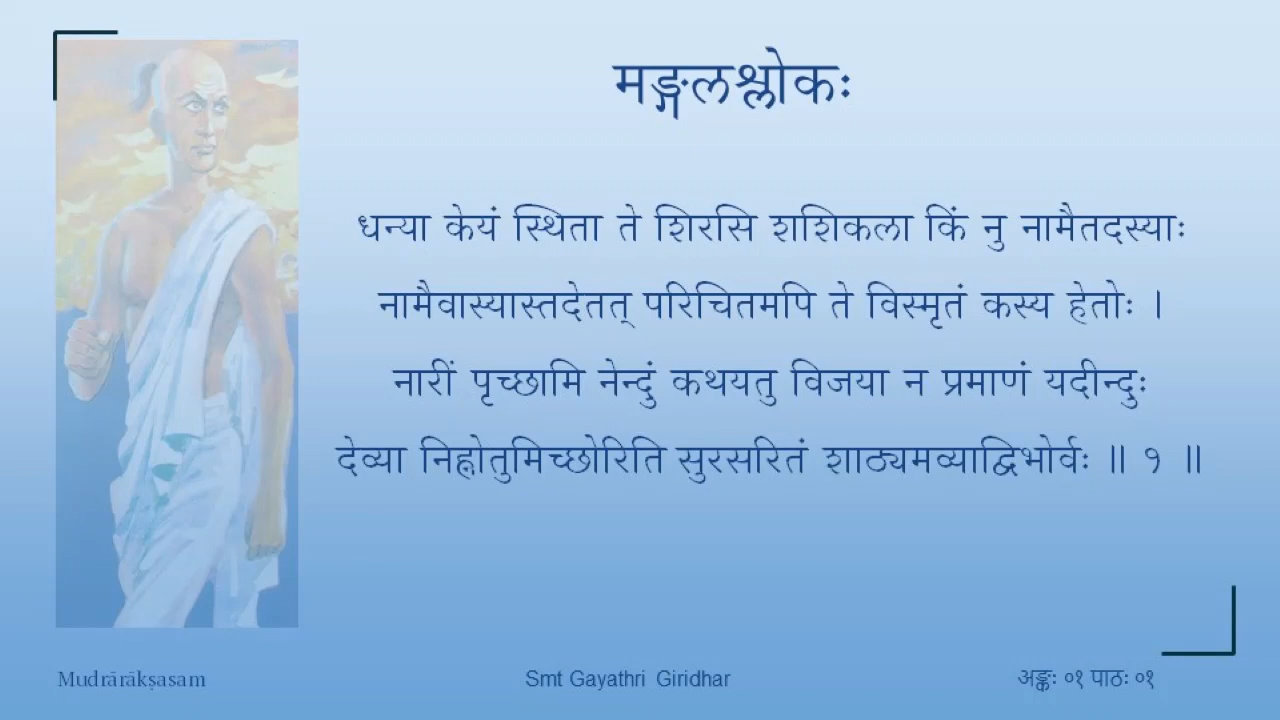 मङ्गलश्लोकः
धन्या केयं स्थिता ते शिरसि शशिकला किं नु नामैतदस्याः
नामैवास्यास्तदेतत् परिचितमपि ते विस्मृतं कस्य हेतोः ।
नारीं पृच्छामि नेन्दुं कथयतु विजया न प्रमाणं यदीन्दुः
देव्या निह्नोतुमिच्छोरिति सुरसरितं शाठ्यमव्याद्विभोर्वः ॥ १ ॥
Mudrārākṣasam Smt Gayathri Giridhar अङ्कः ०१ पाठः ०१